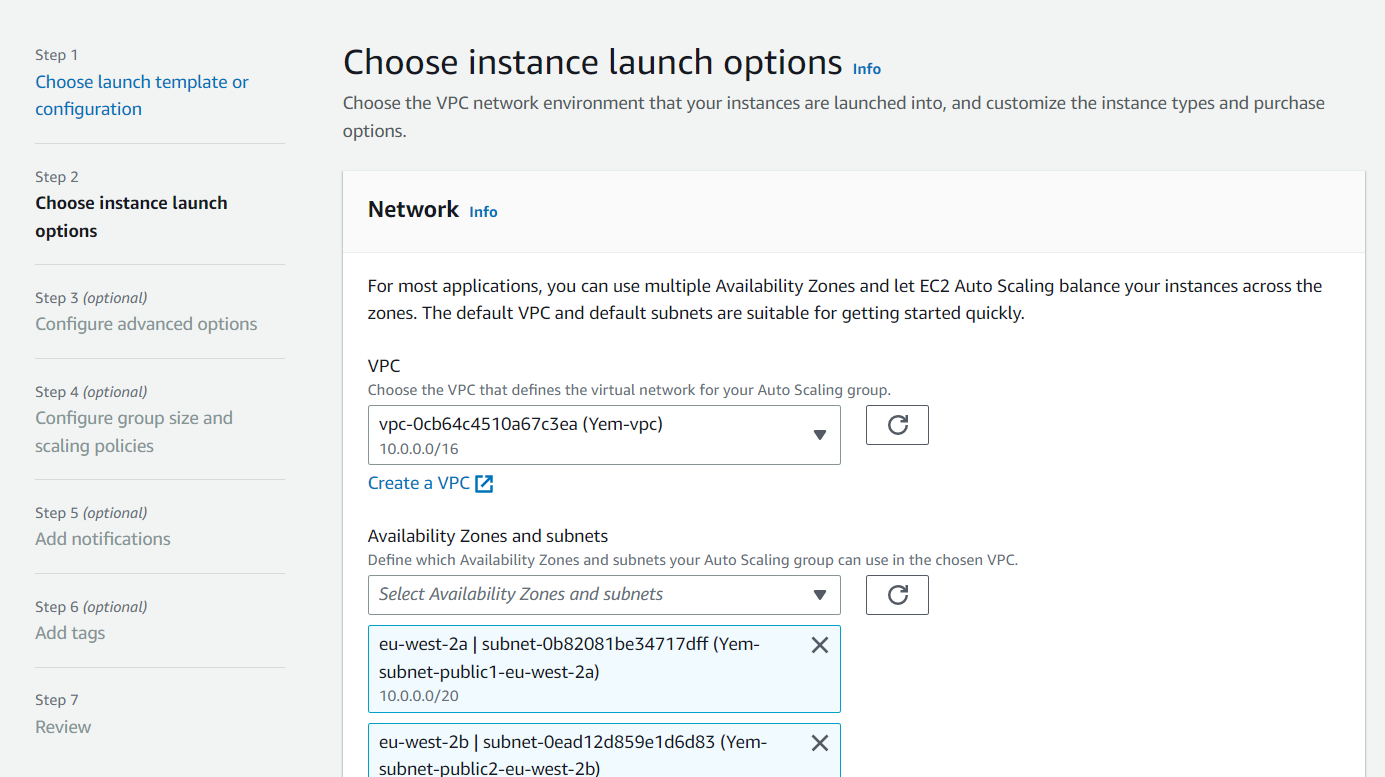 Step 1
Choose launch template or
configuration
Step 2
Choose instance launch
options
Step 3 (optional)
Configure advanced options
Step 4 (optional)
Configure group size and
scaling policies
Step 5 (optional)
Add notifications
Step 6 (optional)
Add tags
Step 7
Review
Choose instance launch options Info
Choose the VPC network environment that your instances are launched into, and customize the instance types and purchase
options.
Network Info
For most applications, you can use multiple Availability Zones and let EC2 Auto Scaling balance your instances across the
zones. The default VPC and default subnets are suitable for getting started quickly.
VPC
Choose the VPC that defines the virtual network for your Auto Scaling group.
vpc-0cb64c4510a67c3ea (Yem-vpc)
10.0.0.0/16
Create a VPC
Availability Zones and subnets
Define which Availability Zones and subnets your Auto Scaling group can use in the chosen VPC.
Select Availability Zones and subnets
eu-west-2a | subnet-0b82081be34717dff (Yem-
subnet-public1-eu-west-2a)
10.0.0.0/20
eu-west-2b | subnet-0ead12d859e1d6d83 (Yem-
subnet-public2-eu-west-2b)